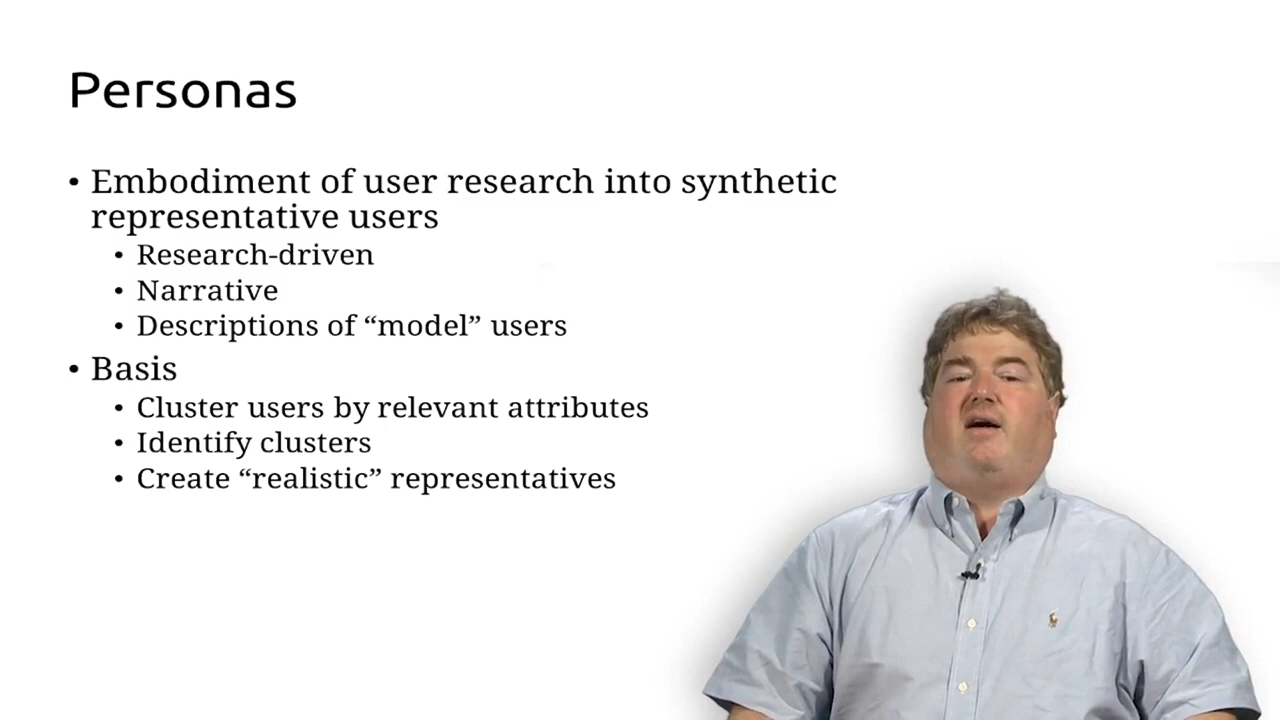 Personas
• Embodiment of user research into synthetic
representative users
• Research-driven
• Narrative
• Descriptions of “model” users
• Basis
• Cluster users by relevant attributes
• Identify clusters
• Create “realistic” representatives